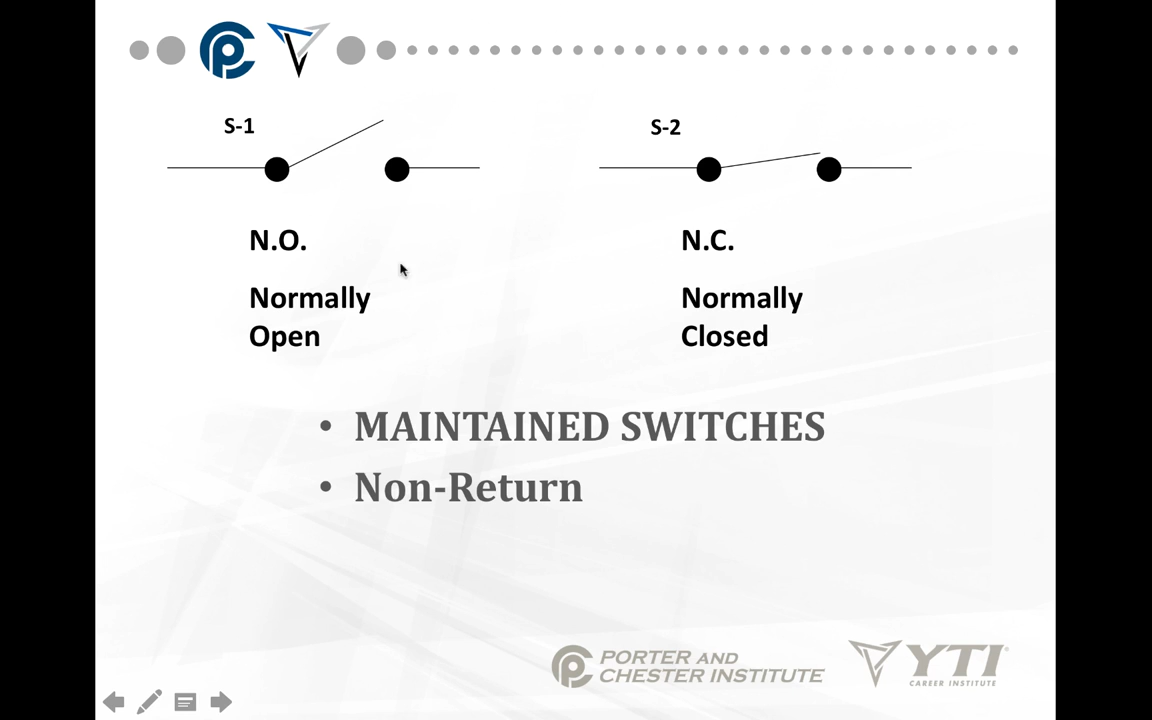 S-1
S-2
N.O.
N.C.
Normally
Open
Normally
Closed
• MAINTAINED SWITCHES
• Non-Return
PORTER AND
CHESTER INSTITUTE
YTI
CAREER INSTITUTE